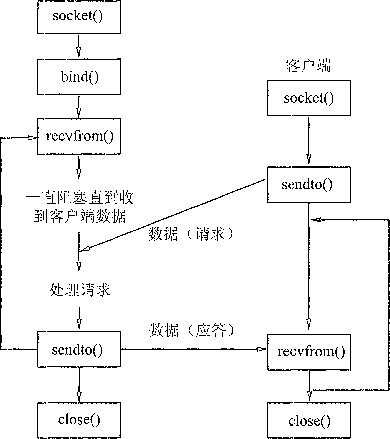 socket()
bind()
recvfrom()
一直阻塞直到收
到客户端数据
处理请求
sendto()
close()
数据（请求）
数据（应答）
客户端
socket()
sendto()
recvfrom()
close()